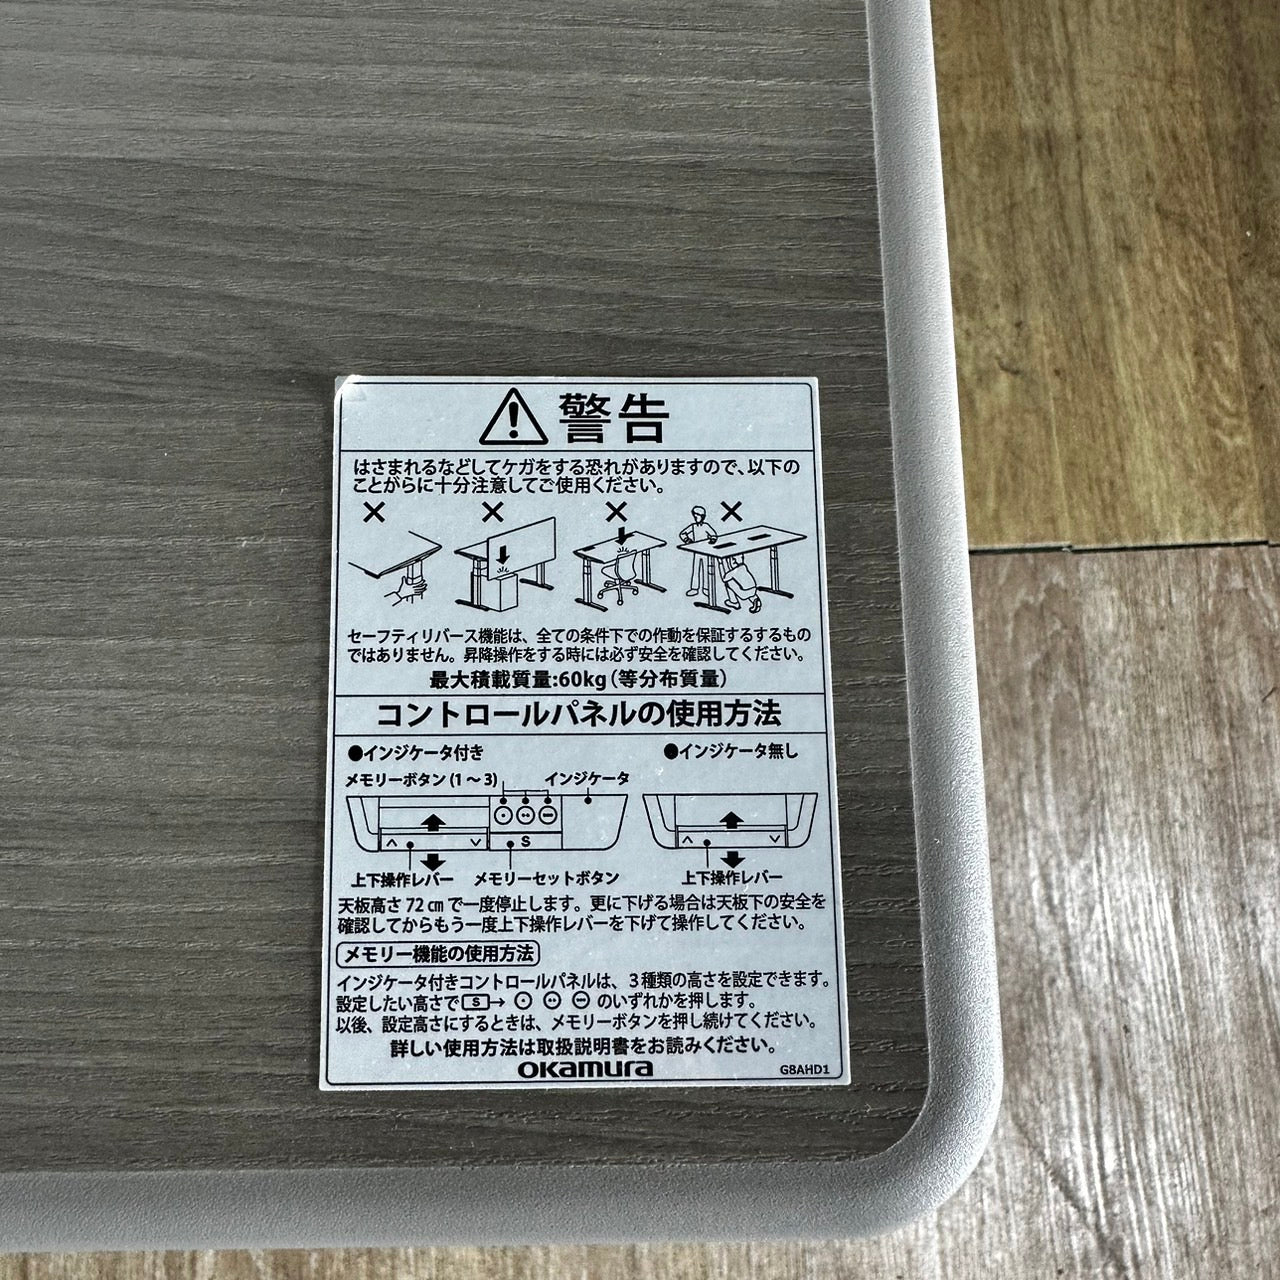 警告
はさまれるなどしてケガをする恐れがありますので、以下の
ことがらに十分注意してご使用ください。
セーフティリバース機能は、全ての条件下での作動を保証するするもの
ではありません。昇降操作をする時には必ず安全を確認してください。
最大積載質量:60kg(等分布質量)
コントロールパネルの使用方法
●インジケータ付き ●インジケータ無し
メモリーボタン(1〜3) インジケータ
S
上下操作レバー メモリーセットボタン 上下操作レバー
天板高さ72㎝で一度停止します。更に下げる場合は天板下の安全を
確認してからもう一度上下操作レバーを下げて操作してください。
メモリー機能の使用方法
インジケータ付きコントロールパネルは、3種類の高さを設定できます。
設定したい高さで S → のいずれかを押します。
以後、設定高さにするときは、メモリーボタンを押し続けてください。
詳しい使用方法は取扱説明書をお読みください。
okamura G8AHD1